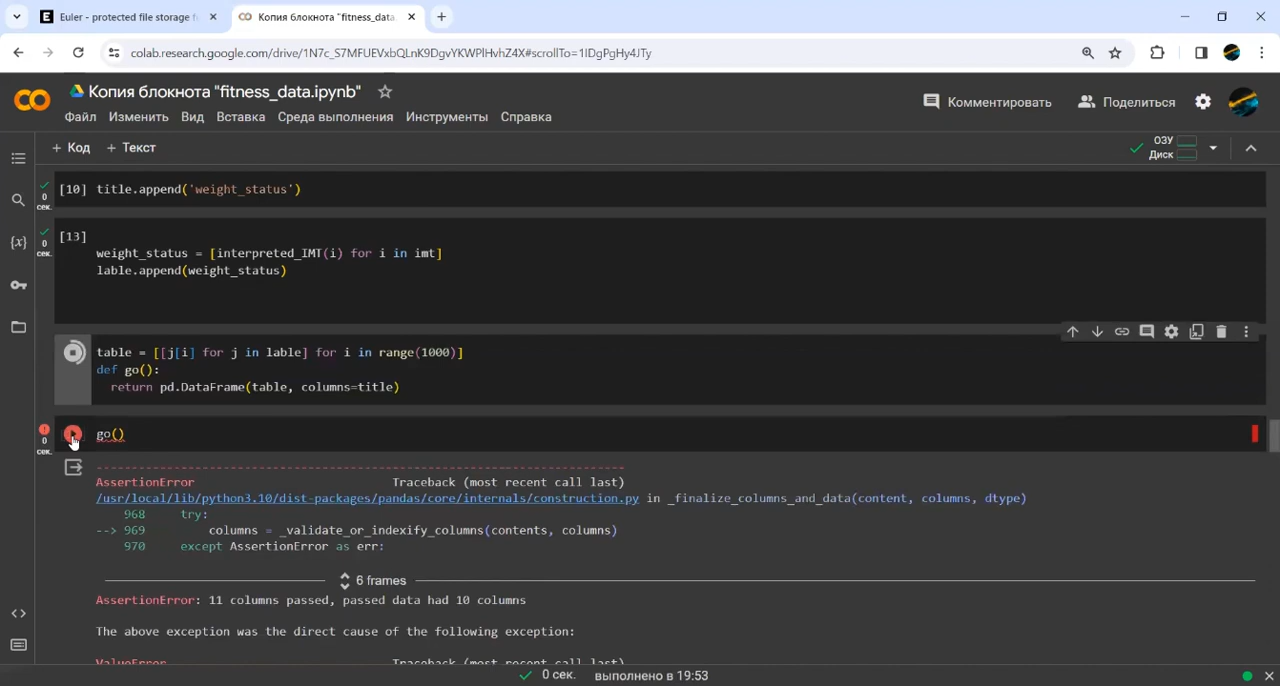 Euler - protected file storage f
Копия блокнота "fitness_data.
colab.research.google.com/drive/1N7c_S7MFUEVxbQLnK9DgvYKWPlHvhZ4X#scrollTo=1IDgPgHy4JTy
Копия блокнота "fitness_data.ipynb"
Комментировать
Поделиться
Файл Изменить Вид Вставка Среда выполнения Инструменты Справка
+ Код + Текст
ОЗУ
Диск
0
сек.
[10] title.append('weight_status')
0
сек.
[13]
weight_status = [interpreted_IMT(i) for i in imt]
lable.append(weight_status)
table = [[j[i] for j in lable] for i in range(1000)]
def go():
return pd.DataFrame(table, columns=title)
0
сек.
go()
---------------------------------------------------------------------------
AssertionError Traceback (most recent call last)
/usr/local/lib/python3.10/dist-packages/pandas/core/internals/construction.py in _finalize_columns_and_data(content, columns, dtype)
968 try:
--> 969 columns = _validate_or_indexify_columns(contents, columns)
970 except AssertionError as err:
6 frames
AssertionError: 11 columns passed, passed data had 10 columns
The above exception was the direct cause of the following exception:
ValueError Traceback (most recent call last)
0 сек. выполнено в 19:53